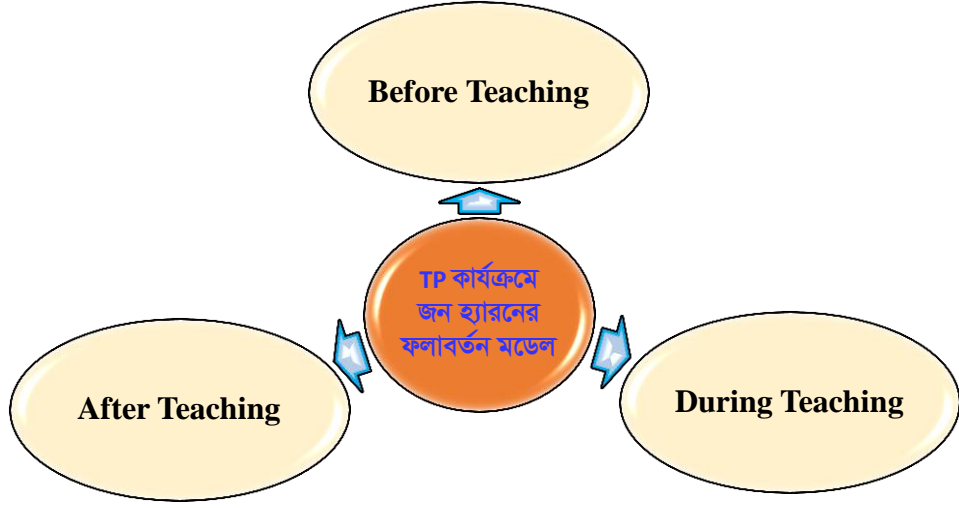 Before Teaching
TP কার্যক্রমে
জন হ্যারনের
ফলাবর্তন মডেল
After Teaching
During Teaching